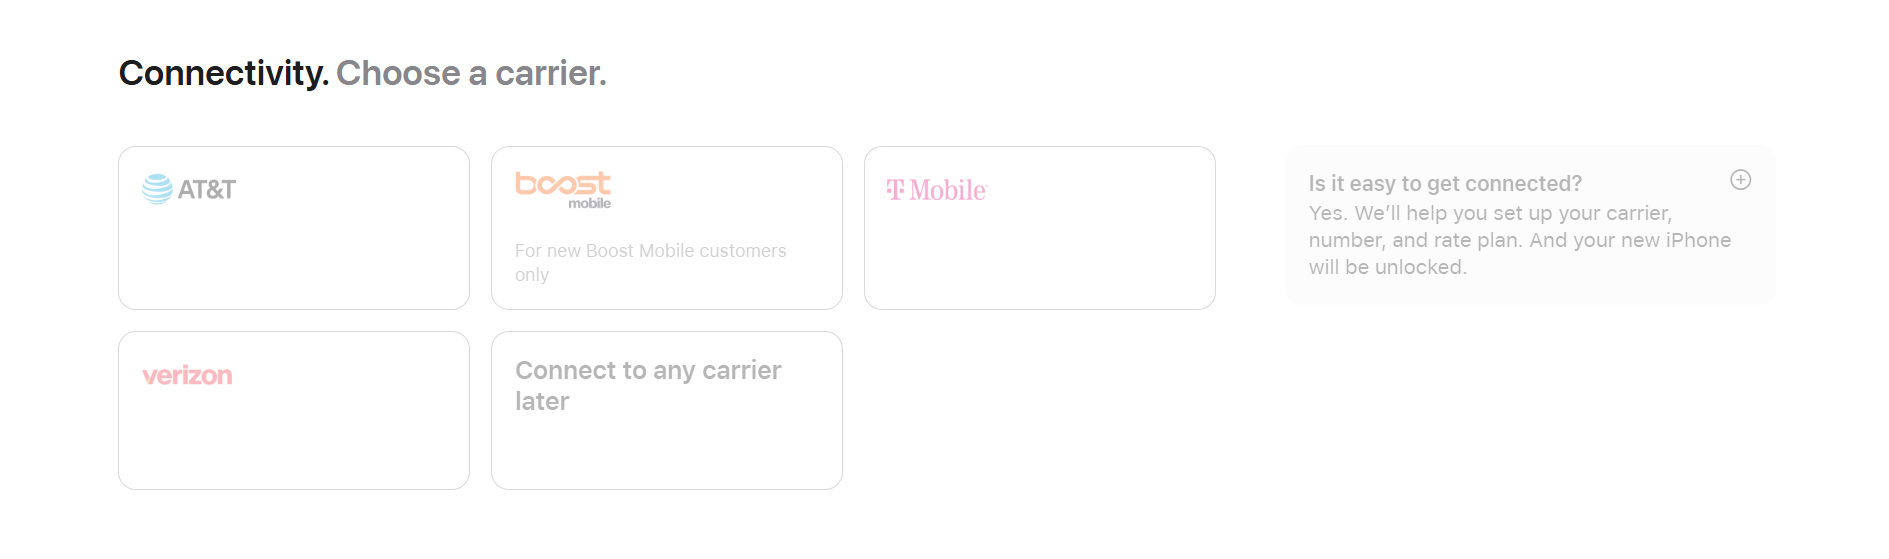 Connectivity. Choose a carrier.
AT&T
boost
mobile
For new Boost Mobile customers
only
T Mobile
Is it easy to get connected?
Yes. We’ll help you set up your carrier,
number, and rate plan. And your new iPhone
will be unlocked.
verizon
Connect to any carrier
later